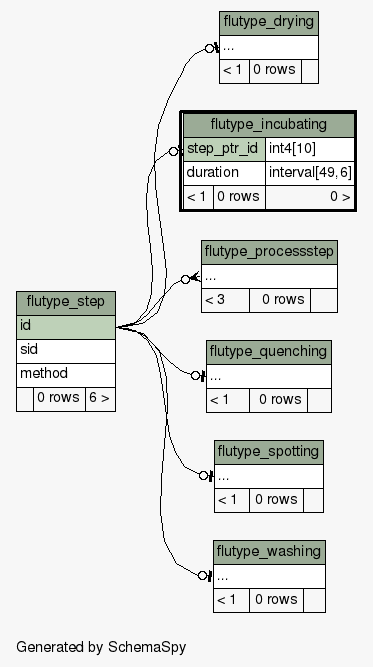 flutype_drying
...
< 1 0 rows
flutype_incubating
step_ptr_id int4[10]
duration interval[49,6]
< 1 0 rows 0 >
flutype_processstep
...
< 3 0 rows
flutype_step
id
sid
method
0 rows 6 >
flutype_quenching
...
< 1 0 rows
flutype_spotting
...
< 1 0 rows
flutype_washing
...
< 1 0 rows
Generated by SchemaSpy